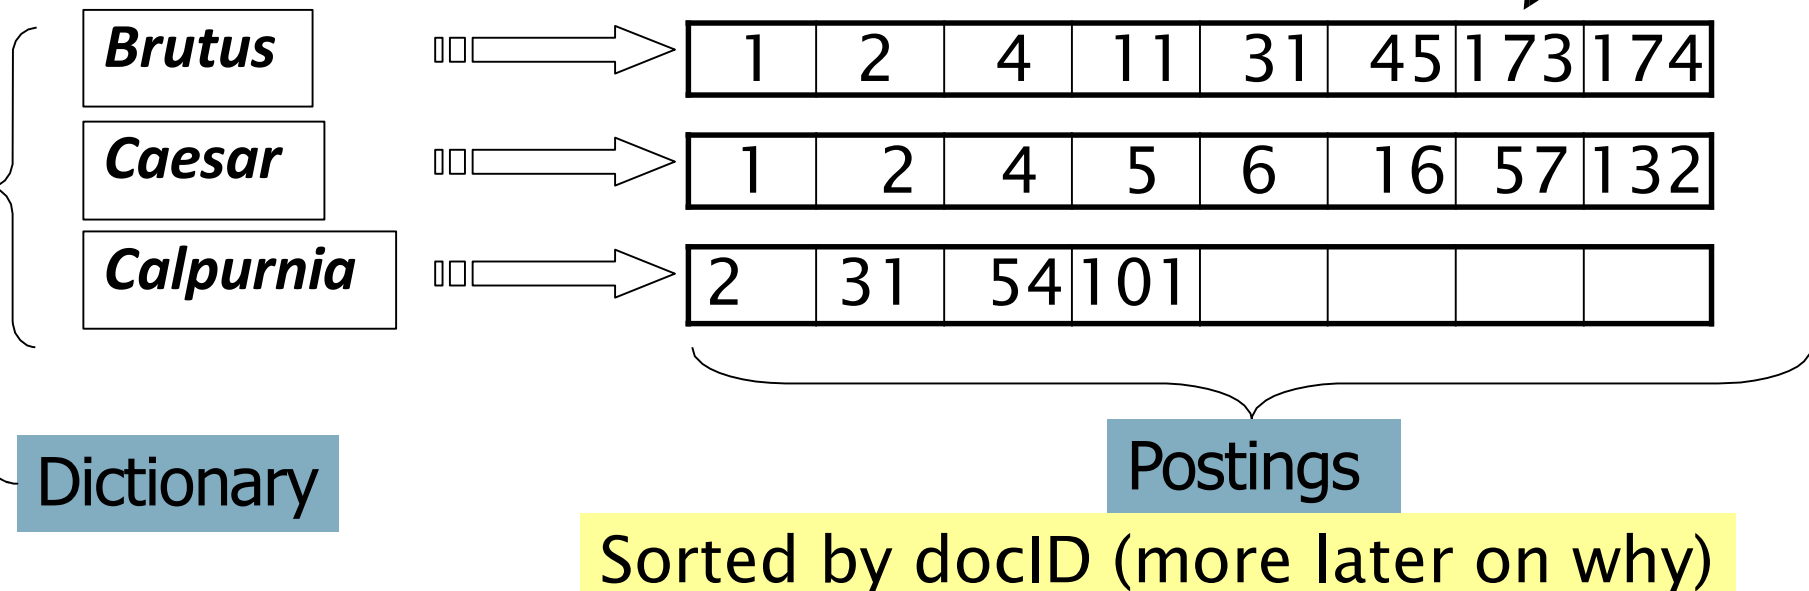 Brutus 1 2 4 11 31 45 173 174
Caesar 1 2 4 5 6 16 57 132
Calpurnia 2 31 54 101
Dictionary
Postings
Sorted by docID (more later on why)